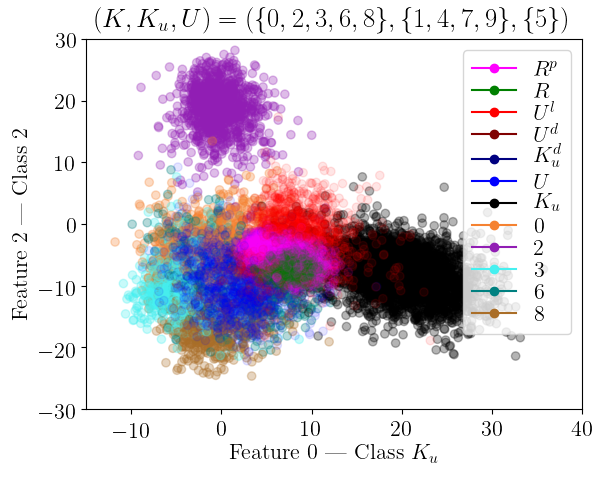 (K, K_u, U) = ({0, 2, 3, 6, 8}, {1, 4, 7, 9}, {5})
30
20
10
0
−10
−20
−30
Feature 2 — Class 2
R^p
R
U^l
U^d
K_u^d
U
K_u
0
2
3
6
8
−10
0
10
20
30
40
Feature 0 — Class K_u